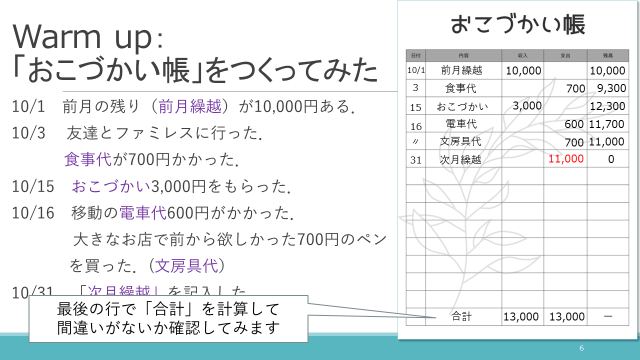 Warm up:
「おこづかい帳」をつくってみた
10/1 前月の残り（前月繰越）が10,000円ある．
10/3 友達とファミレスに行った．
食事代が700円かかった．
10/15 おこづかい3,000円をもらった．
10/16 移動の電車代600円がかかった．
大きなお店で前から欲しかった700円のペン
を買った．（文房具代）
10/31 「次月繰越」を記入した
最後の行で「合計」を計算して
間違いがないか確認してみます
おこづかい帳
日付 内容 収入 支出 残高
10/1 前月繰越 10,000 10,000
3 食事代 700 9,300
15 おこづかい 3,000 12,300
16 電車代 600 11,700
〃 文房具代 700 11,000
31 次月繰越 11,000 0
合計 13,000 13,000 ー
6